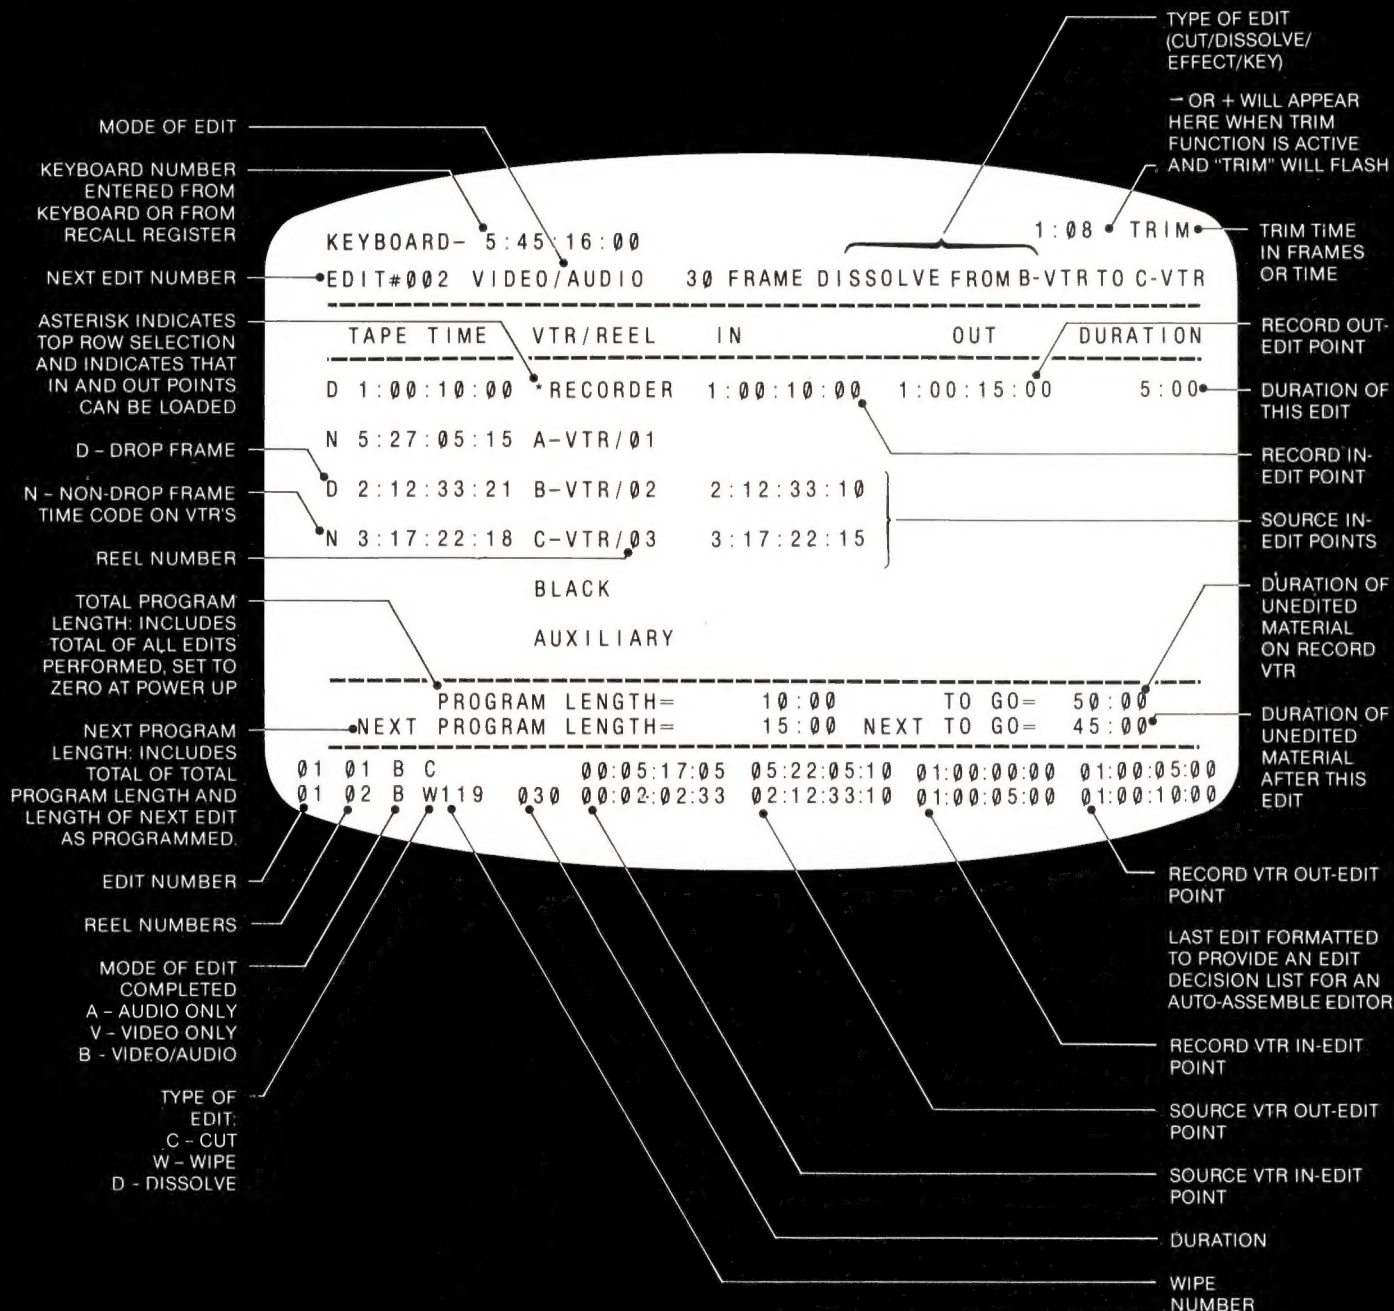 TYPE OF EDIT
(CUT/DISSOLVE/
EFFECT/KEY)
– OR + WILL APPEAR
HERE WHEN TRIM
FUNCTION IS ACTIVE
AND "TRIM" WILL FLASH
TRIM TIME
IN FRAMES
OR TIME
RECORD OUT-
EDIT POINT
DURATION OF
THIS EDIT
RECORD IN-
EDIT POINT
SOURCE IN-
EDIT POINTS
DURATION OF
UNEDITED
MATERIAL
ON RECORD
VTR
DURATION OF
UNEDITED
MATERIAL
AFTER THIS
EDIT
RECORD VTR OUT-EDIT
POINT
LAST EDIT FORMATTED
TO PROVIDE AN EDIT
DECISION LIST FOR AN
AUTO-ASSEMBLE EDITOR
RECORD VTR IN-EDIT
POINT
SOURCE VTR OUT-EDIT
POINT
SOURCE VTR IN-EDIT
POINT
DURATION
WIPE
NUMBER
MODE OF EDIT
KEYBOARD NUMBER
ENTERED FROM
KEYBOARD OR FROM
RECALL REGISTER
NEXT EDIT NUMBER
ASTERISK INDICATES
TOP ROW SELECTION
AND INDICATES THAT
IN AND OUT POINTS
CAN BE LOADED
D – DROP FRAME
N – NON-DROP FRAME
TIME CODE ON VTR'S
REEL NUMBER
TOTAL PROGRAM
LENGTH: INCLUDES
TOTAL OF ALL EDITS
PERFORMED, SET TO
ZERO AT POWER UP
NEXT PROGRAM
LENGTH: INCLUDES
TOTAL OF TOTAL
PROGRAM LENGTH AND
LENGTH OF NEXT EDIT
AS PROGRAMMED.
EDIT NUMBER
REEL NUMBERS
MODE OF EDIT
COMPLETED
A – AUDIO ONLY
V – VIDEO ONLY
B - VIDEO/AUDIO
TYPE OF
EDIT:
C – CUT
W – WIPE
D - DISSOLVE
KEYBOARD– 5:45:16:00 1:08 TRIM
EDIT#002 VIDEO/AUDIO 30 FRAME DISSOLVE FROM B-VTR TO C-VTR
TAPE TIME VTR/REEL IN OUT DURATION
D 1:00:10:00 *RECORDER 1:00:10:00 1:00:15:00 5:00
N 5:27:05:15 A–VTR/01
D 2:12:33:21 B–VTR/02 2:12:33:10
N 3:17:22:18 C–VTR/03 3:17:22:15
BLACK
AUXILIARY
PROGRAM LENGTH= 10:00 TO GO= 50:00
NEXT PROGRAM LENGTH= 15:00 NEXT TO GO= 45:00
01 01 B C 00:05:17:05 05:22:05:10 01:00:00:00 01:00:05:00
01 02 B W119 030 00:02:02:33 02:12:33:10 01:00:05:00 01:00:10:00